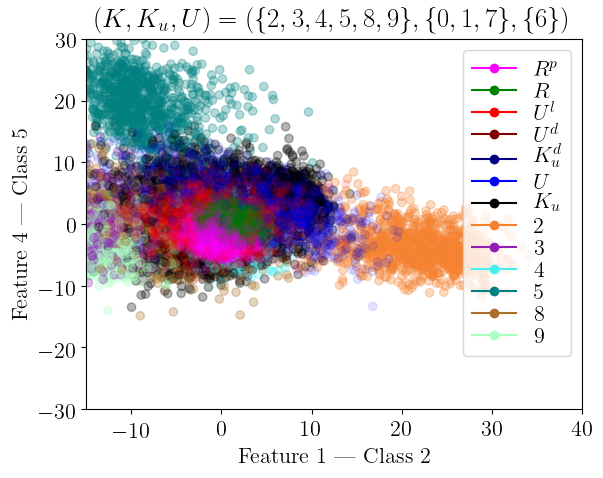 (K, K_u, U) = ({2, 3, 4, 5, 8, 9}, {0, 1, 7}, {6})
30
20
10
0
−10
−20
−30
Feature 4 — Class 5
R^p
R
U^l
U^d
K_u^d
U
K_u
2
3
4
5
8
9
−10
0
10
20
30
40
Feature 1 — Class 2